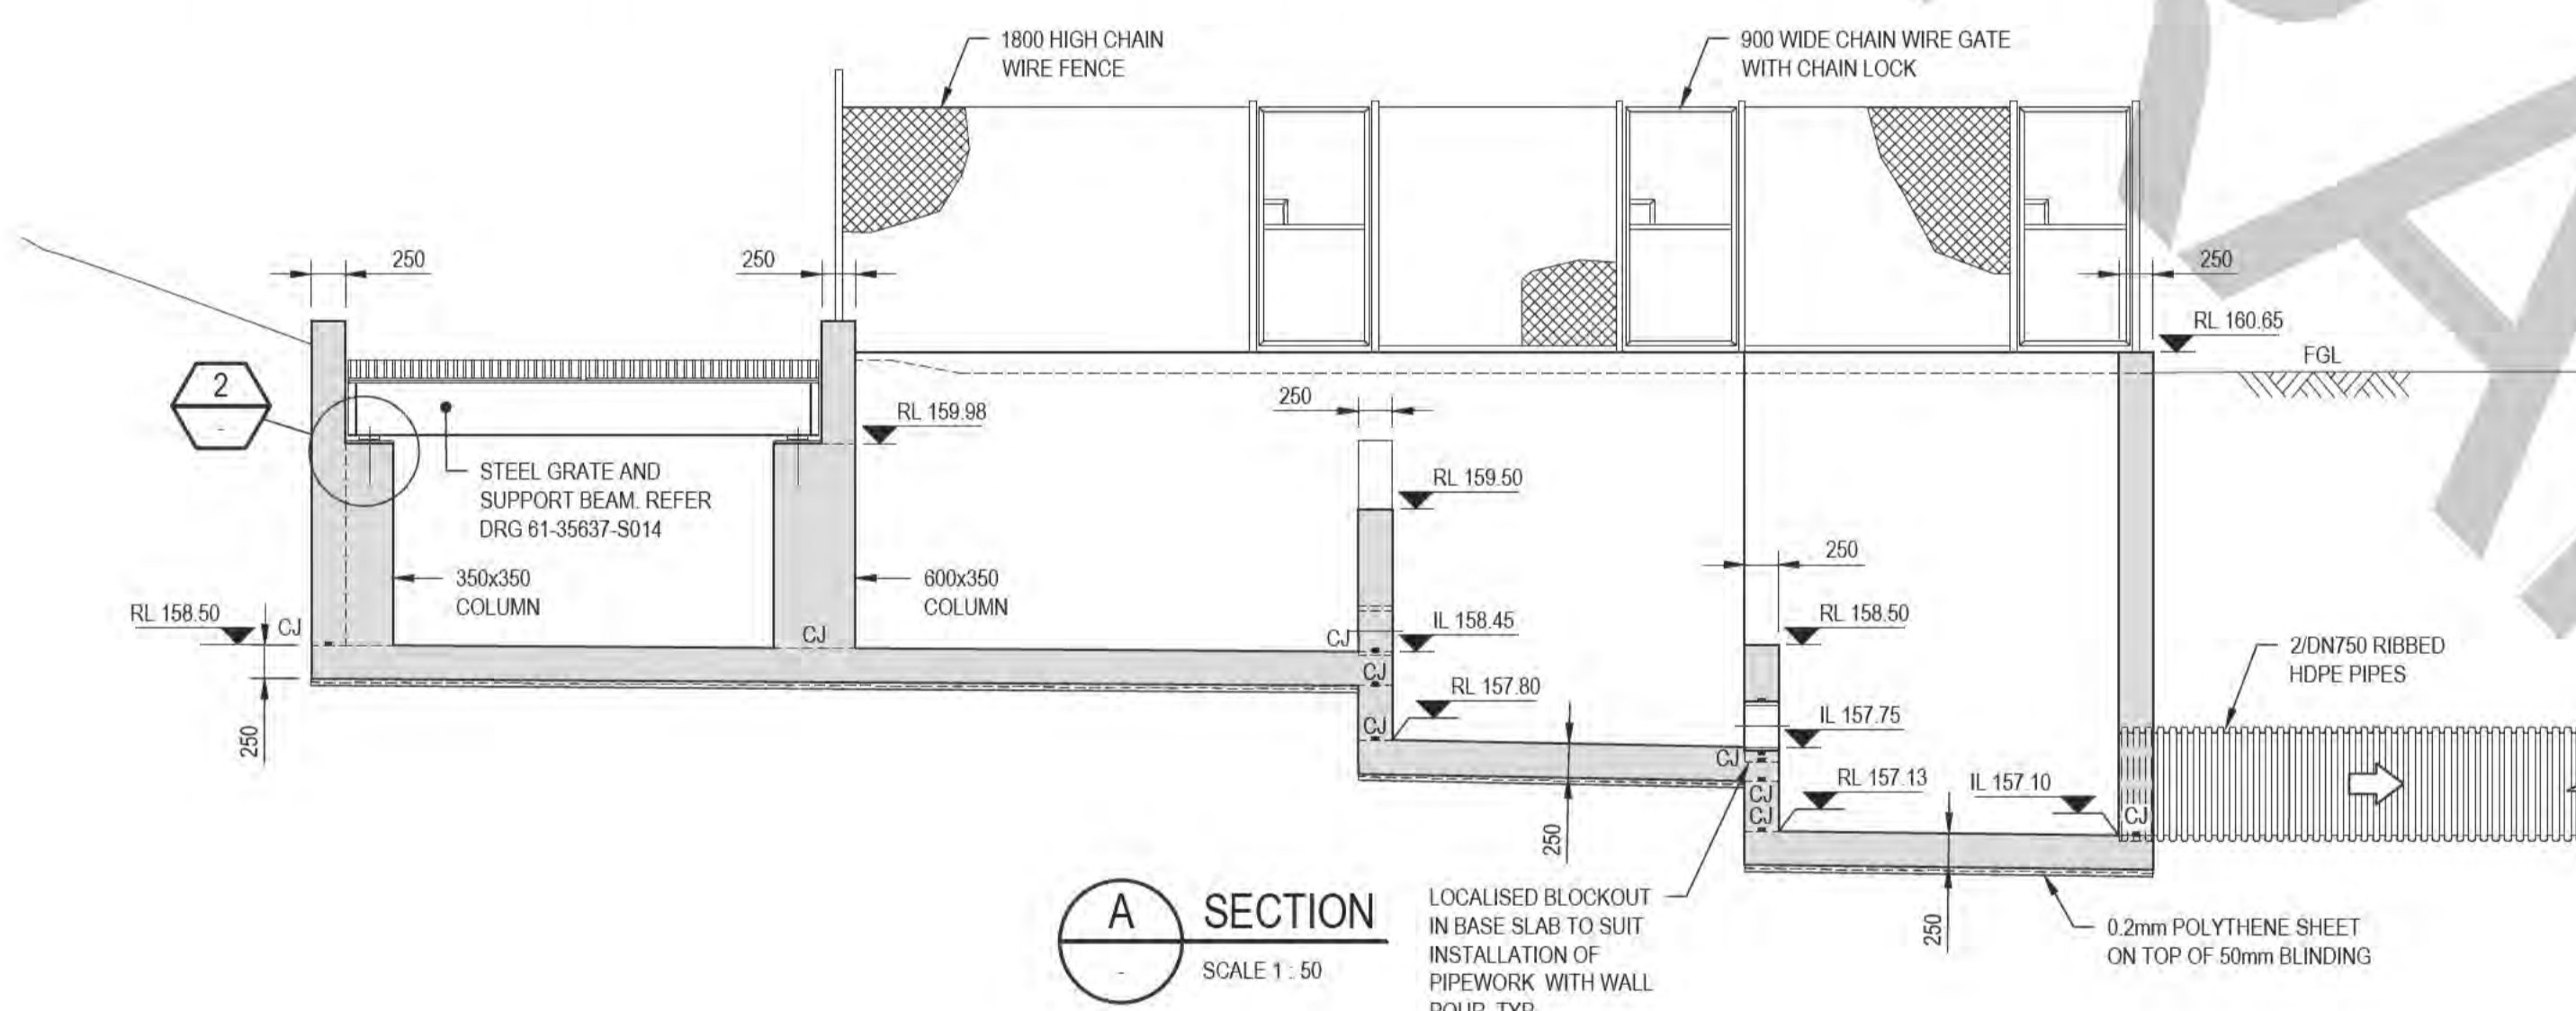 1800 HIGH CHAIN
WIRE FENCE
900 WIDE CHAIN WIRE GATE
WITH CHAIN LOCK
250
250
250
RL 160.65
FGL
2
-
RL 159.98
250
STEEL GRATE AND
SUPPORT BEAM. REFER
DRG 61-35637-S014
RL 159.50
250
350x350
COLUMN
600x350
COLUMN
RL 158.50
CJ
CJ
CJ
IL 158.45
RL 158.50
2/DN750 RIBBED
HDPE PIPES
CJ
RL 157.80
IL 157.75
CJ
CJ
250
RL 157.13
IL 157.10
CJ
CJ
CJ
250
250
A
-
SECTION
SCALE 1 : 50
LOCALISED BLOCKOUT
IN BASE SLAB TO SUIT
INSTALLATION OF
PIPEWORK WITH WALL
POUR, TYP
0.2mm POLYTHENE SHEET
ON TOP OF 50mm BLINDING